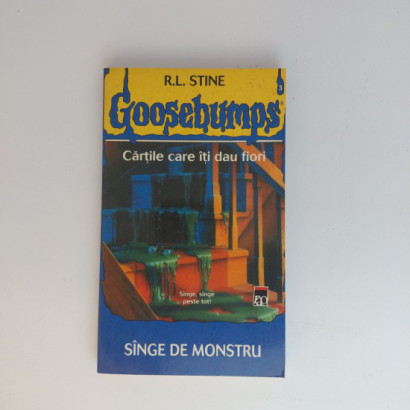 R.L. STINE
3
Goosebumps®
Cărțile care îți dau fiori
Sînge, sînge
peste tot!
SÎNGE DE MONSTRU